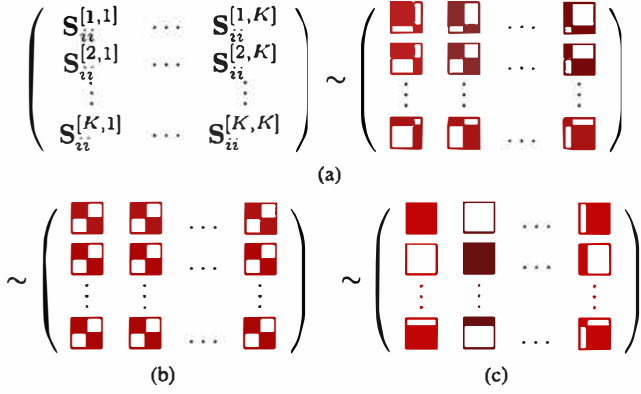 S_{ii}^{[1,1]} ··· S_{ii}^{[1,K]}
S_{ii}^{[2,1]} ··· S_{ii}^{[2,K]}
⋮ ⋮
S_{ii}^{[K,1]} ··· S_{ii}^{[K,K]}
∼
(a)
∼
∼
(b) (c)